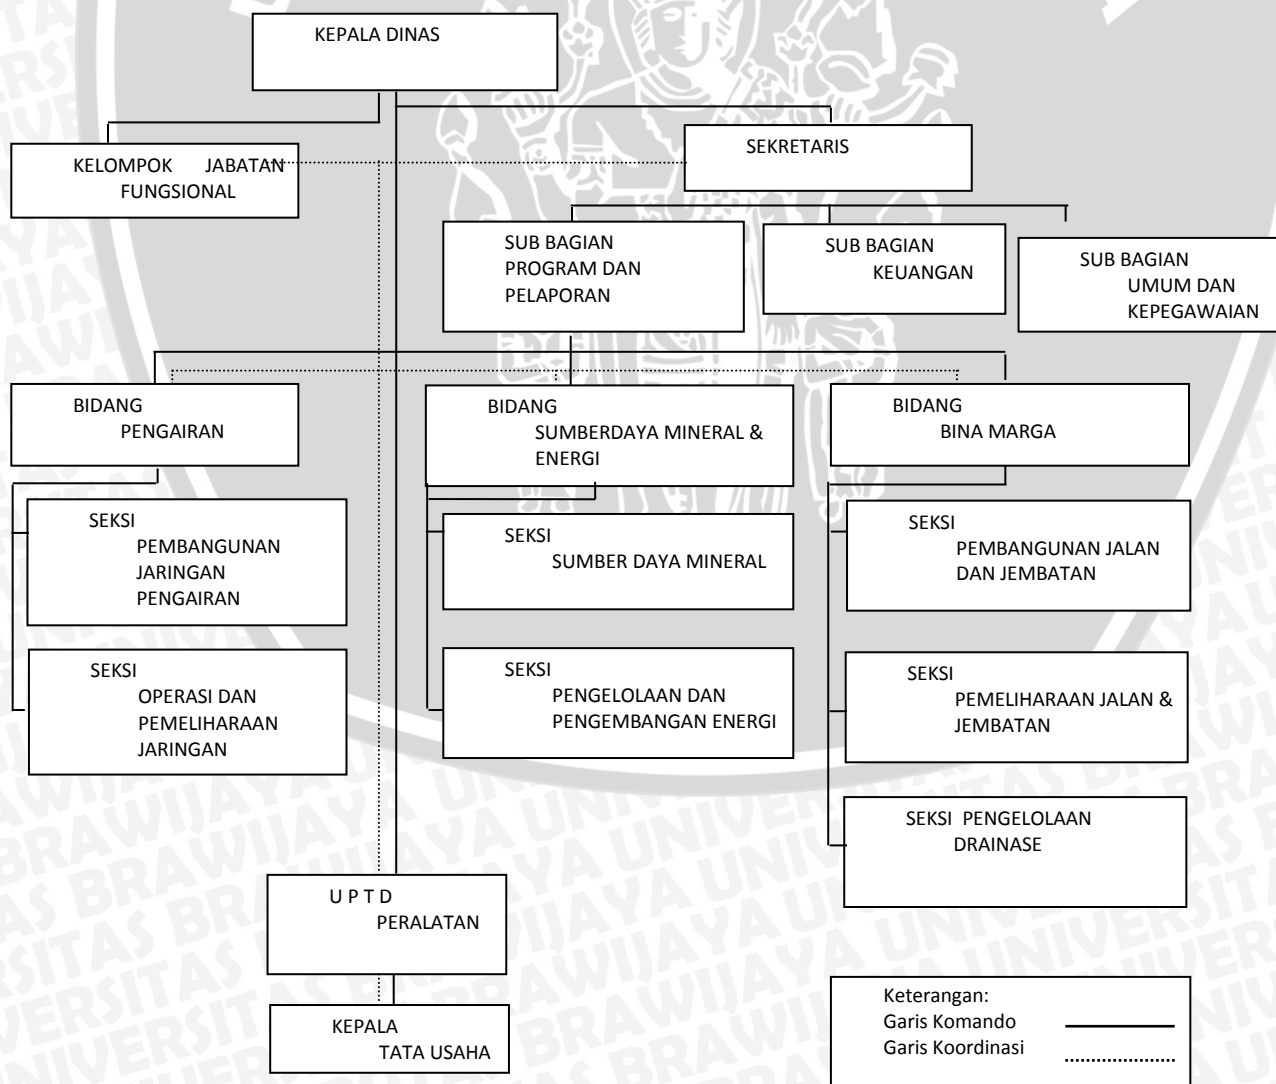 KEPALA DINAS
KELOMPOK JABATAN
FUNGSIONAL
SEKRETARIS
SUB BAGIAN
PROGRAM DAN
PELAPORAN
SUB BAGIAN
KEUANGAN
SUB BAGIAN
UMUM DAN
KEPEGAWAIAN
BIDANG
PENGAIRAN
BIDANG
SUMBERDAYA MINERAL &
ENERGI
BIDANG
BINA MARGA
SEKSI
PEMBANGUNAN
JARINGAN
PENGAIRAN
SEKSI
SUMBER DAYA MINERAL
SEKSI
PEMBANGUNAN JALAN
DAN JEMBATAN
SEKSI
OPERASI DAN
PEMELIHARAAN
JARINGAN
SEKSI
PENGELOLAAN DAN
PENGEMBANGAN ENERGI
SEKSI
PEMELIHARAAN JALAN &
JEMBATAN
SEKSI PENGELOLAAN
DRAINASE
U P T D
PERALATAN
KEPALA
TATA USAHA
Keterangan:
Garis Komando
Garis Koordinasi